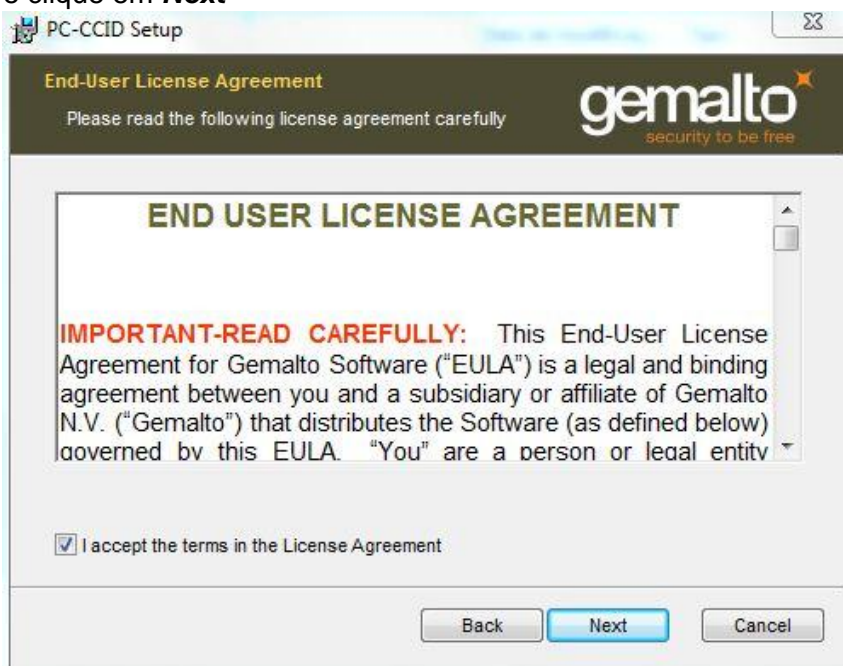 e clique em Next
PC-CCID Setup
End-User License Agreement
Please read the following license agreement carefully
gemalto
security to be free
END USER LICENSE AGREEMENT
IMPORTANT-READ CAREFULLY: This End-User License
Agreement for Gemalto Software (“EULA”) is a legal and binding
agreement between you and a subsidiary or affiliate of Gemalto
N.V. (“Gemalto”) that distributes the Software (as defined below)
governed by this EULA. “You” are a person or legal entity
I accept the terms in the License Agreement
Back Next Cancel